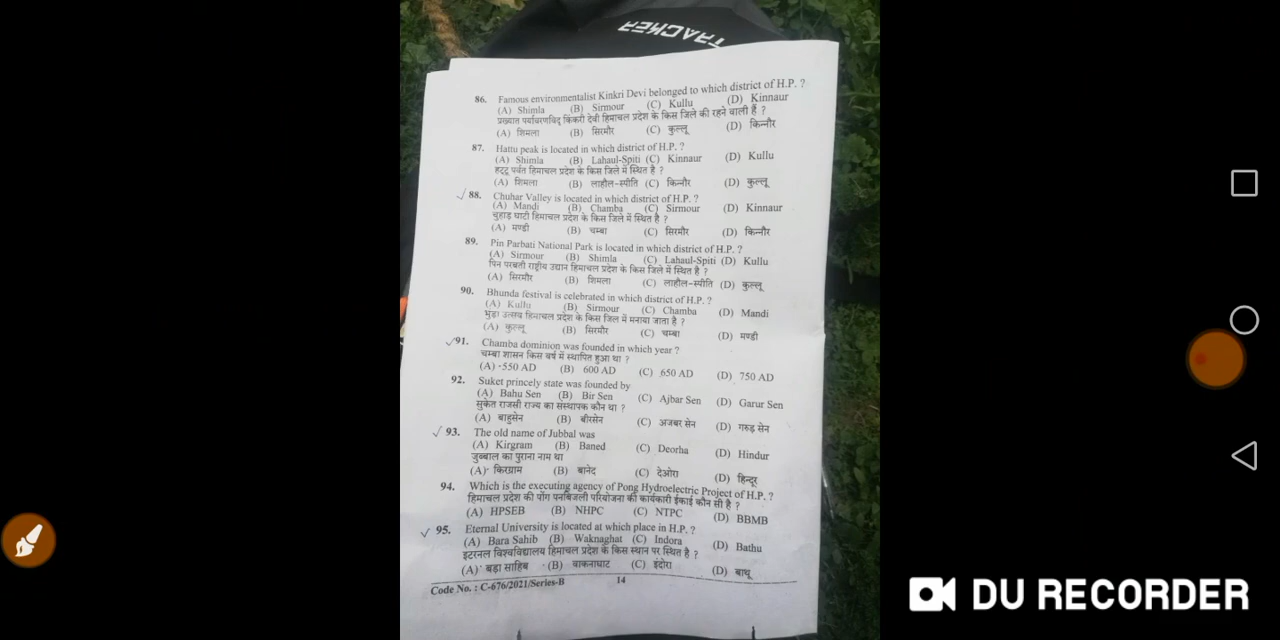 TRACKER
86. Famous environmentalist Kinkri Devi belonged to which district of H.P. ?
(A) Shimla (B) Sirmour (C) Kullu (D) Kinnaur
प्रख्यात पर्यावरणविद् किंकरी देवी हिमाचल प्रदेश के किस जिले की रहने वाली हैं ?
(A) शिमला (B) सिरमौर (C) कुल्लू (D) किन्नौर
87. Hattu peak is located in which district of H.P. ?
(A) Shimla (B) Lahaul-Spiti (C) Kinnaur (D) Kullu
हट्टू पर्वत हिमाचल प्रदेश के किस जिले में स्थित है ?
(A) शिमला (B) लाहौल-स्पीति (C) किन्नौर (D) कुल्लू
88. Chuhar Valley is located in which district of H.P. ?
(A) Mandi (B) Chamba (C) Sirmour (D) Kinnaur
चुहाड़ घाटी हिमाचल प्रदेश के किस जिले में स्थित है ?
(A) मण्डी (B) चम्बा (C) सिरमौर (D) किन्नौर
89. Pin Parbati National Park is located in which district of H.P. ?
(A) Sirmour (B) Shimla (C) Lahaul-Spiti (D) Kullu
पिन परबती राष्ट्रीय उद्यान हिमाचल प्रदेश के किस जिले में स्थित है ?
(A) सिरमौर (B) शिमला (C) लाहौल-स्पीति (D) कुल्लू
90. Bhunda festival is celebrated in which district of H.P. ?
(A) Kullu (B) Sirmour (C) Chamba (D) Mandi
भुंडा उत्सव हिमाचल प्रदेश के किस जिले में मनाया जाता है ?
(A) कुल्लू (B) सिरमौर (C) चम्बा (D) मण्डी
91. Chamba dominion was founded in which year ?
चम्बा शासन किस वर्ष में स्थापित हुआ था ?
(A) 550 AD (B) 600 AD (C) 650 AD (D) 750 AD
92. Suket princely state was founded by
(A) Bahu Sen (B) Bir Sen (C) Ajbar Sen (D) Garur Sen
सुकेत राजसी राज्य का संस्थापक कौन था ?
(A) बाहुसेन (B) बीरसेन (C) अजबर सेन (D) गरुड़ सेन
93. The old name of Jubbal was
(A) Kirgram (B) Baned (C) Deorha (D) Hindur
जुब्बाल का पुराना नाम था
(A) किरग्राम (B) बानेद (C) देओरा (D) हिन्दूर
94. Which is the executing agency of Pong Hydroelectric Project of H.P. ?
हिमाचल प्रदेश की पोंग पनबिजली परियोजना की कार्यकारी ईकाई कौन सी है ?
(A) HPSEB (B) NHPC (C) NTPC (D) BBMB
95. Eternal University is located at which place in H.P. ?
(A) Bara Sahib (B) Waknaghat (C) Indora (D) Bathu
इटरनल विश्वविद्यालय हिमाचल प्रदेश के किस स्थान पर स्थित है ?
(A) बड़ा साहिब (B) वाकनाघाट (C) इंदोरा (D) बाथू
Code No. : C-676/2021/Series-B 14
DU RECORDER